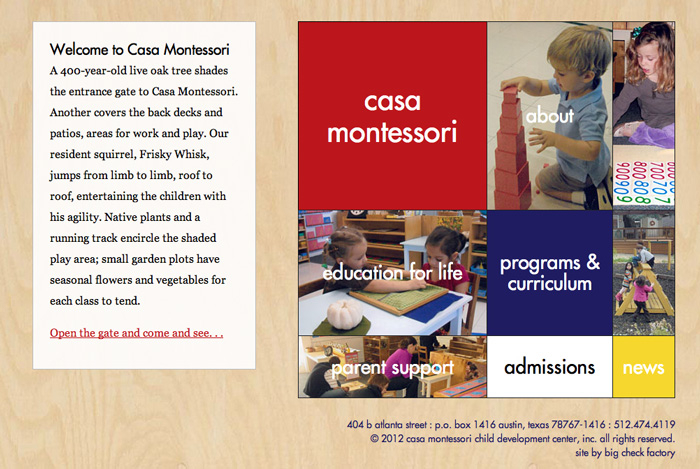 Welcome to Casa Montessori
A 400-year-old live oak tree shades
the entrance gate to Casa Montessori.
Another covers the back decks and
patios, areas for work and play. Our
resident squirrel, Frisky Whisk,
jumps from limb to limb, roof to
roof, entertaining the children with
his agility. Native plants and a
running track encircle the shaded
play area; small garden plots have
seasonal flowers and vegetables for
each class to tend.
Open the gate and come and see. . .
casa
montessori
about
education for life
programs &
curriculum
parent support
admissions
news
404 b atlanta street : p.o. box 1416 austin, texas 78767-1416 : 512.474.4119
© 2012 casa montessori child development center, inc. all rights reserved.
site by big check factory